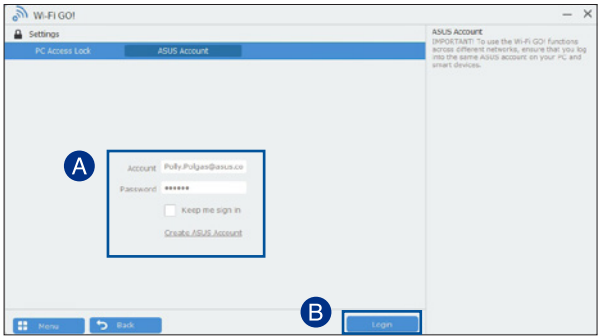 Wi-Fi GO!
Settings
PC Access Lock
ASUS Account
ASUS Account
IMPORTANT! To use the Wi-Fi GO! functions
across different networks, ensure that you log
into the same ASUS account on your PC and
smart devices.
A
Account Polly.Polgas@asus.co
Password ******
Keep me sign in
Create ASUS Account
B
Menu
Back
Login